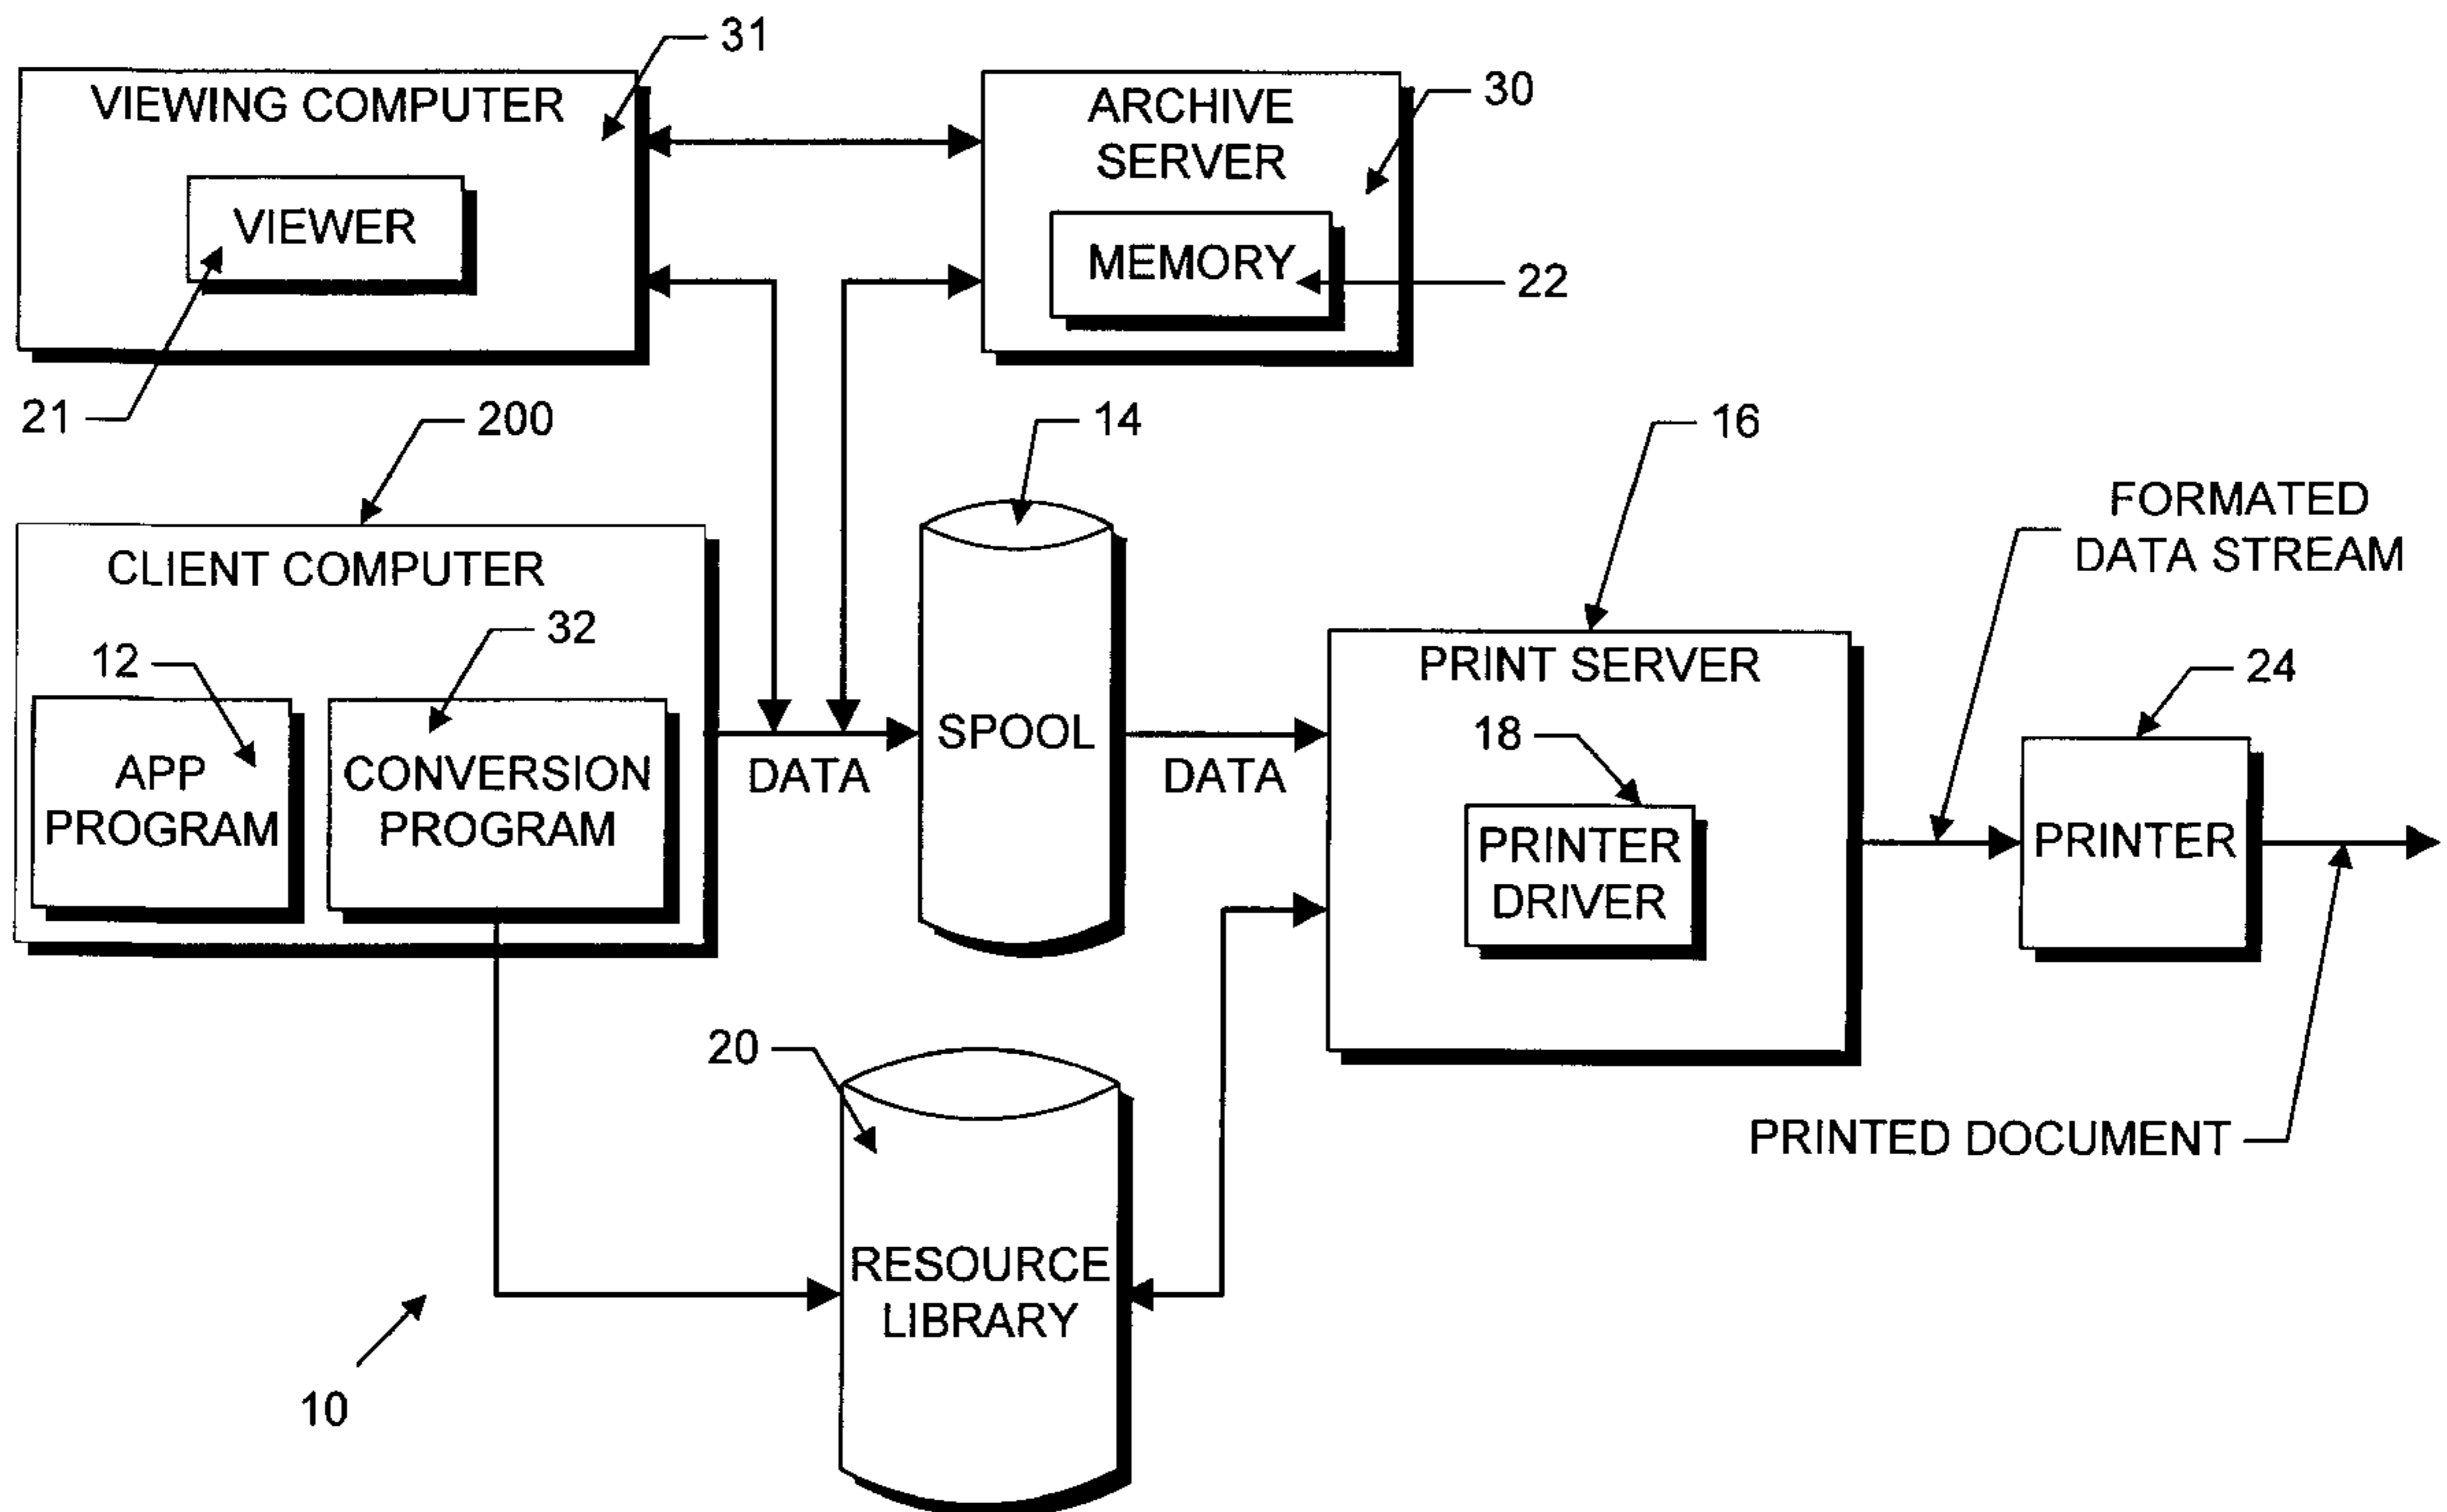 31
VIEWING COMPUTER
ARCHIVE
SERVER
30
VIEWER
MEMORY
22
21
200
14
16
FORMATED
DATA STREAM
CLIENT COMPUTER
32
12
PRINT SERVER
24
APP
PROGRAM
CONVERSION
PROGRAM
DATA
SPOOL
DATA
18
PRINTER
DRIVER
PRINTER
20
PRINTED DOCUMENT
RESOURCE
LIBRARY
10